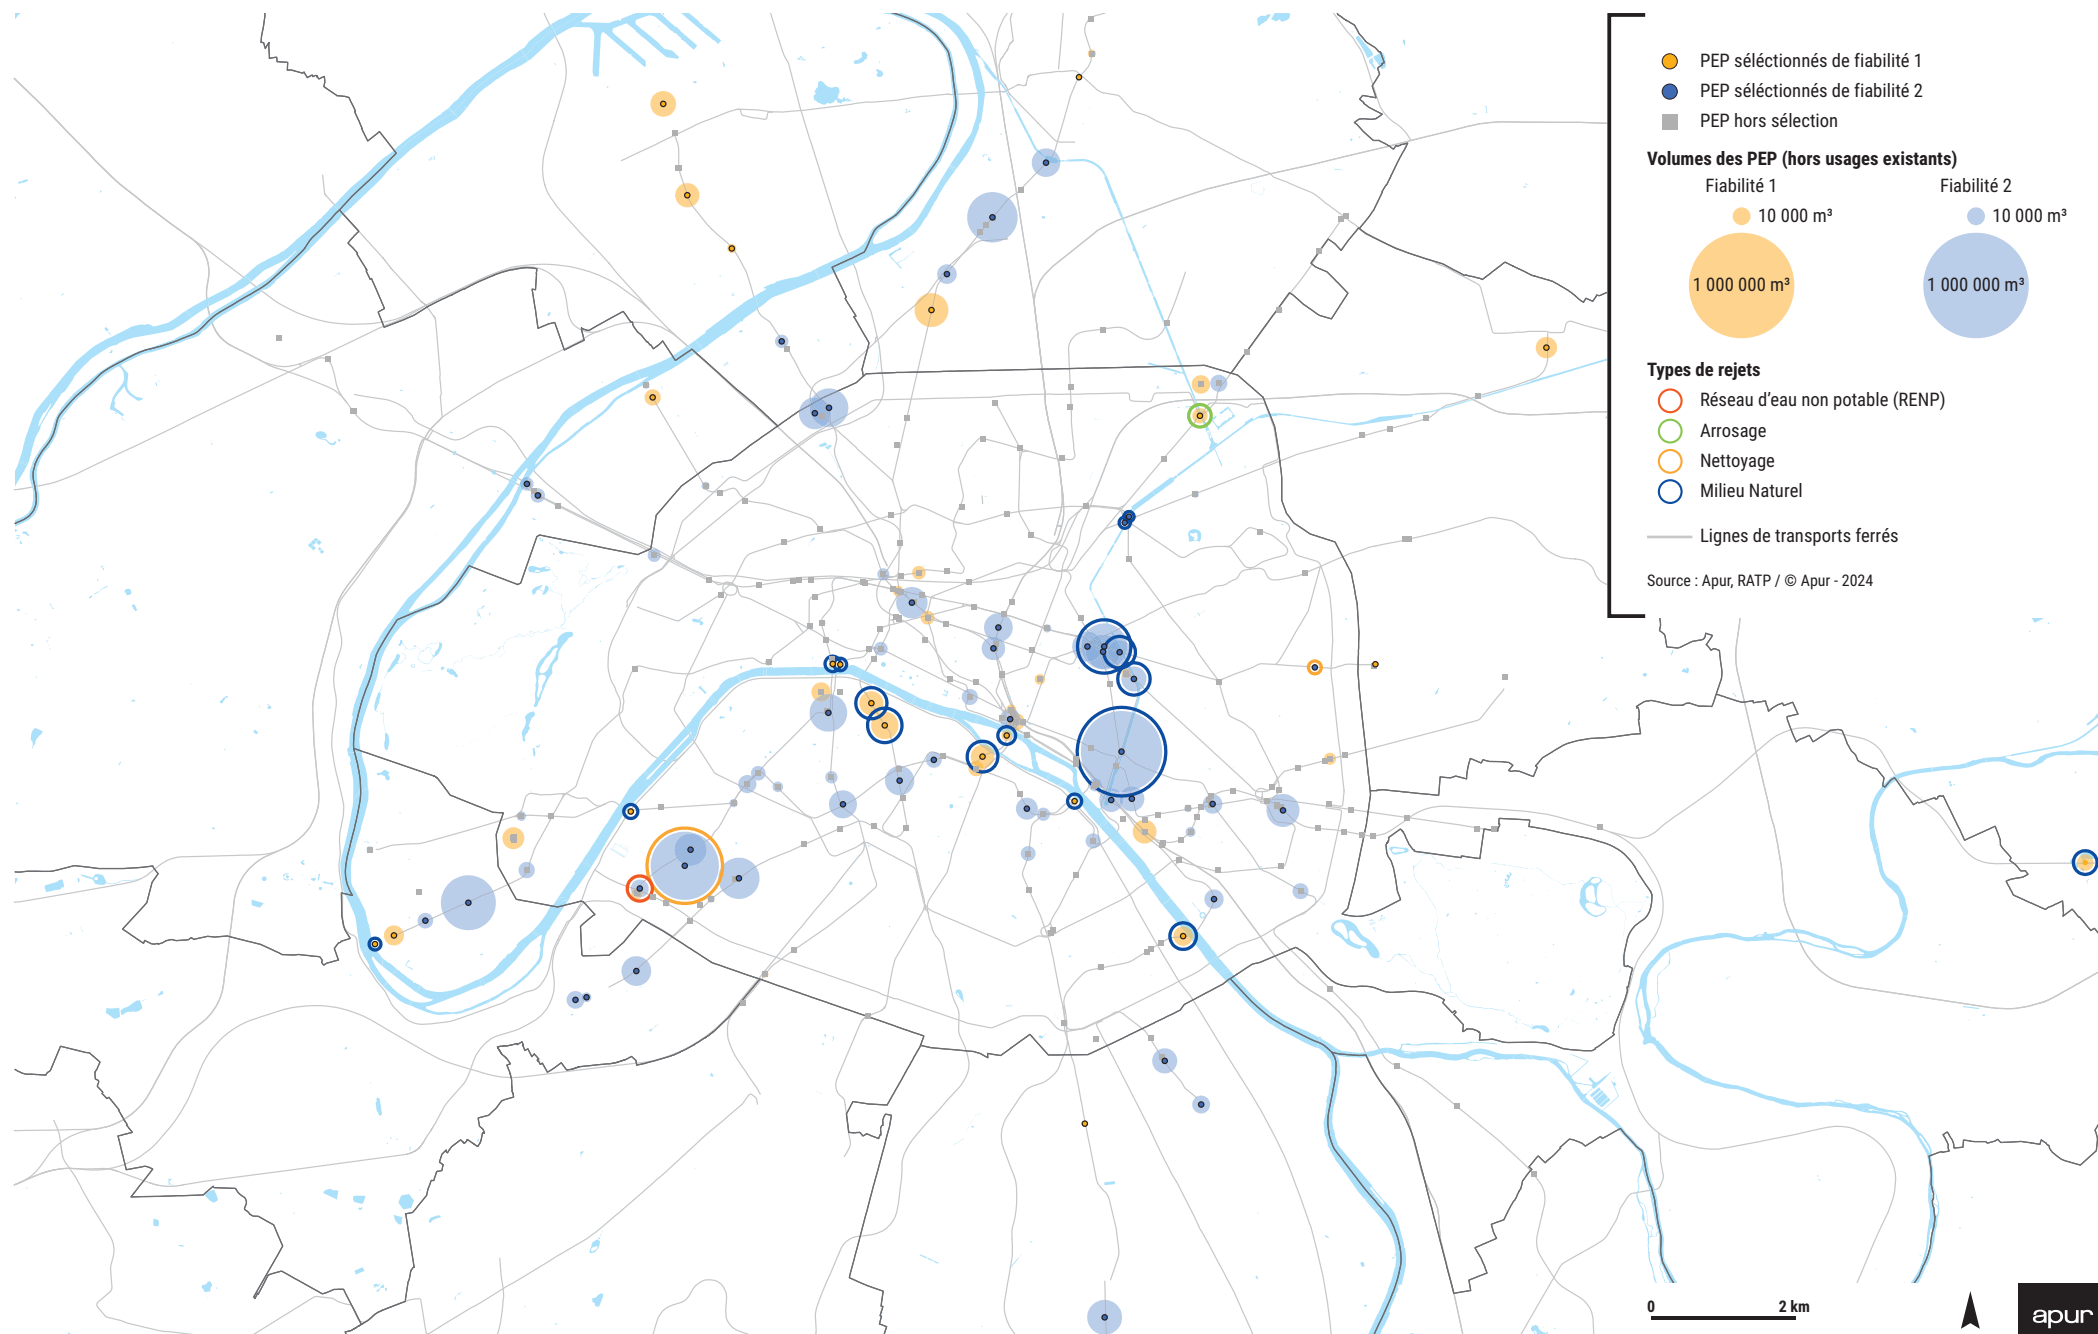 PEP séléctionnés de fiabilité 1
PEP séléctionnés de fiabilité 2
PEP hors sélection
Volumes des PEP (hors usages existants)
Fiabilité 1
Fiabilité 2
10 000 m³
10 000 m³
1 000 000 m³
1 000 000 m³
Types de rejets
Réseau d'eau non potable (RENP)
Arrosage
Nettoyage
Milieu Naturel
Lignes de transports ferrés
Source : Apur, RATP / © Apur - 2024
0
2 km
apur